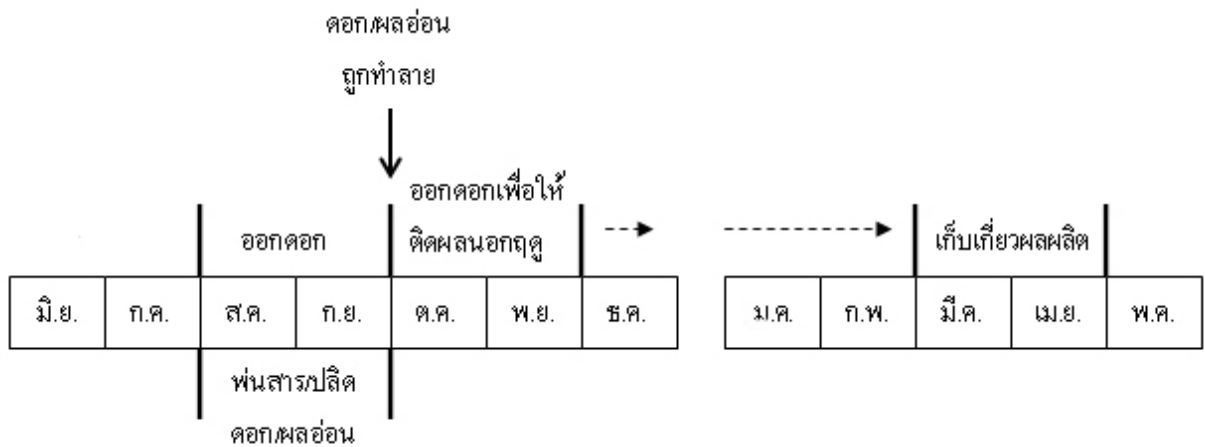 ดอก/ผลอ่อน
ถูกทำลาย
ออกดอกเพื่อให้
ออกดอก
ติดผลนอกฤดู
เก็บเกี่ยวผลผลิต
มิ.ย. ก.ค. ส.ค. ก.ย. ต.ค. พ.ย. ธ.ค. ม.ค. ก.พ. มี.ค. เม.ย. พ.ค.
พ่นสาร/ปลิด
ดอก/ผลอ่อน